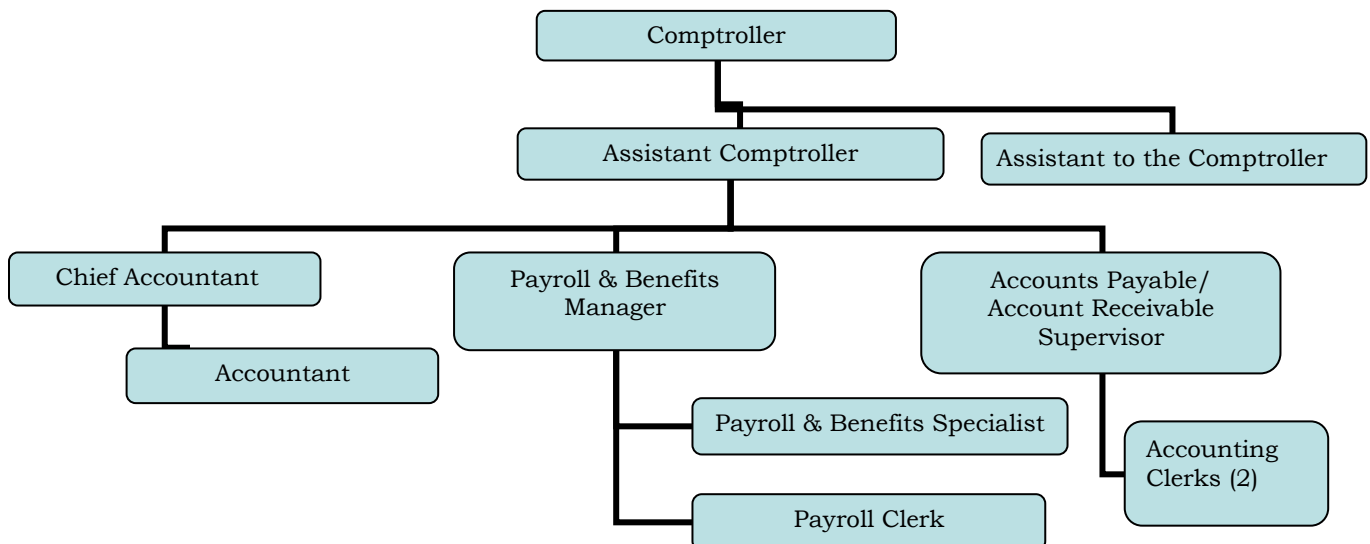 Comptroller
Assistant Comptroller
Assistant to the Comptroller
Chief Accountant
Payroll & Benefits
Manager
Accounts Payable/
Account Receivable
Supervisor
Accountant
Payroll & Benefits Specialist
Accounting
Clerks (2)
Payroll Clerk